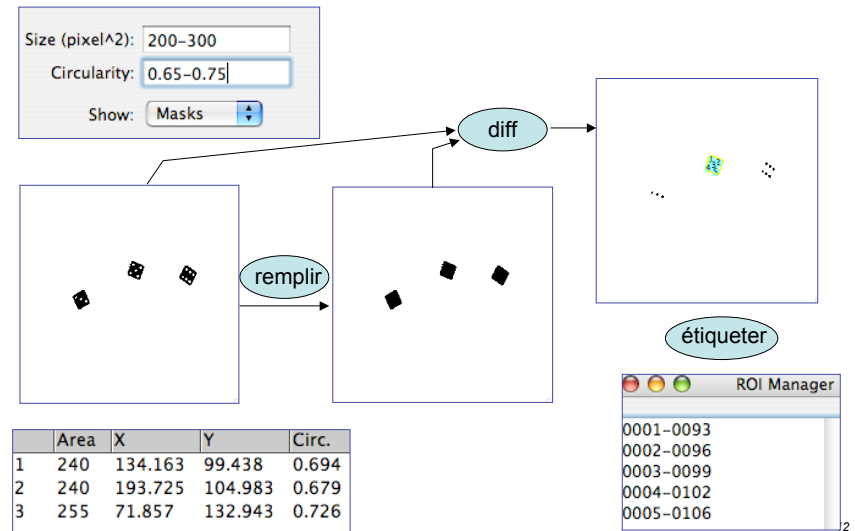 Size (pixel^2): 200-300
Circularity: 0.65-0.75
Show: Masks
diff
remplir
étiqueter
ROI Manager
0001-0093
0002-0096
0003-0099
0004-0102
0005-0106
Area X Y Circ.
1 240 134.163 99.438 0.694
2 240 193.725 104.983 0.679
3 255 71.857 132.943 0.726